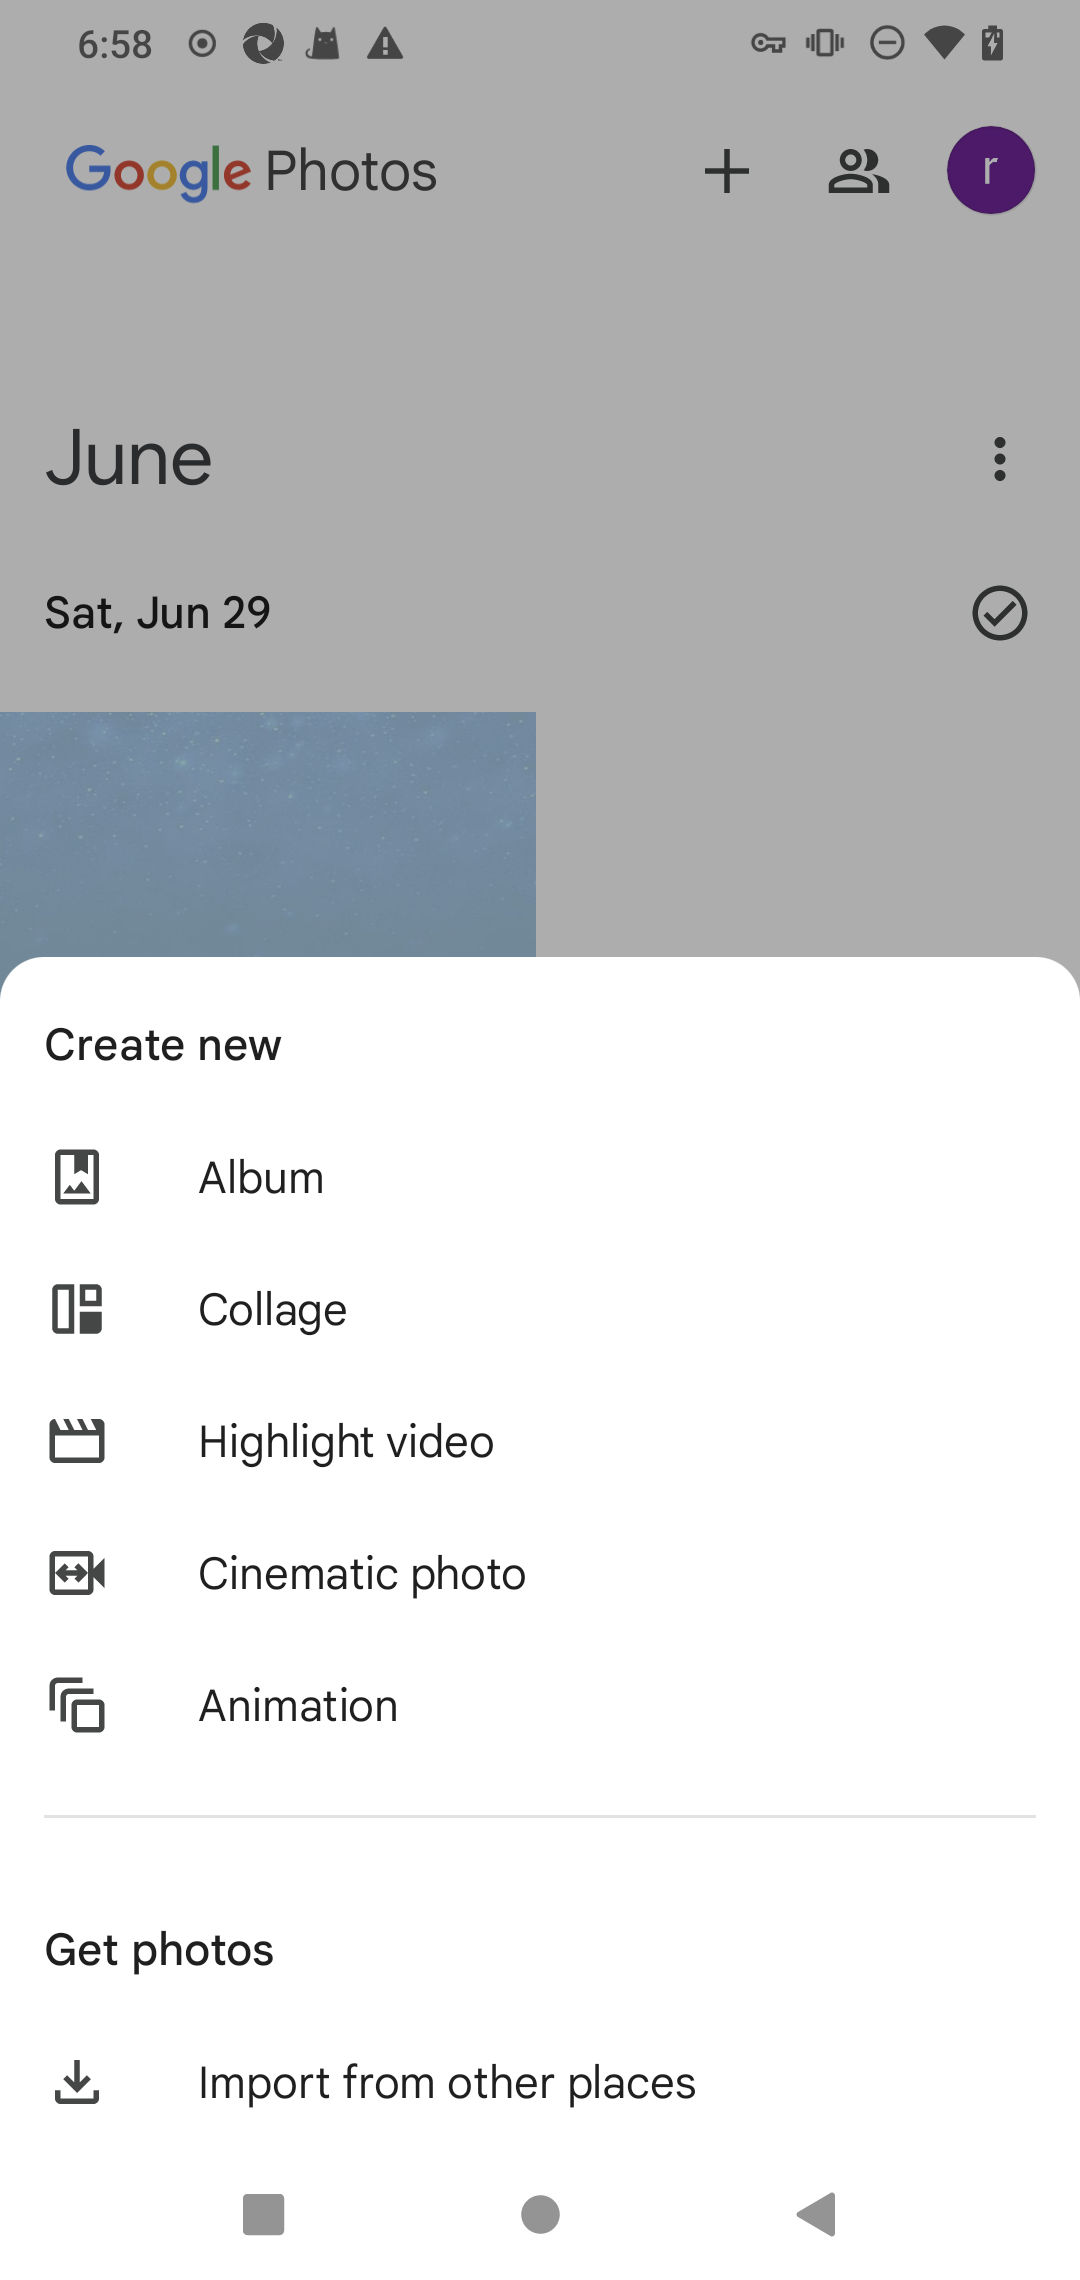 6:58
Google Photos
r
June
Sat, Jun 29
Create new
Album
Collage
Highlight video
Cinematic photo
Animation
Get photos
Import from other places